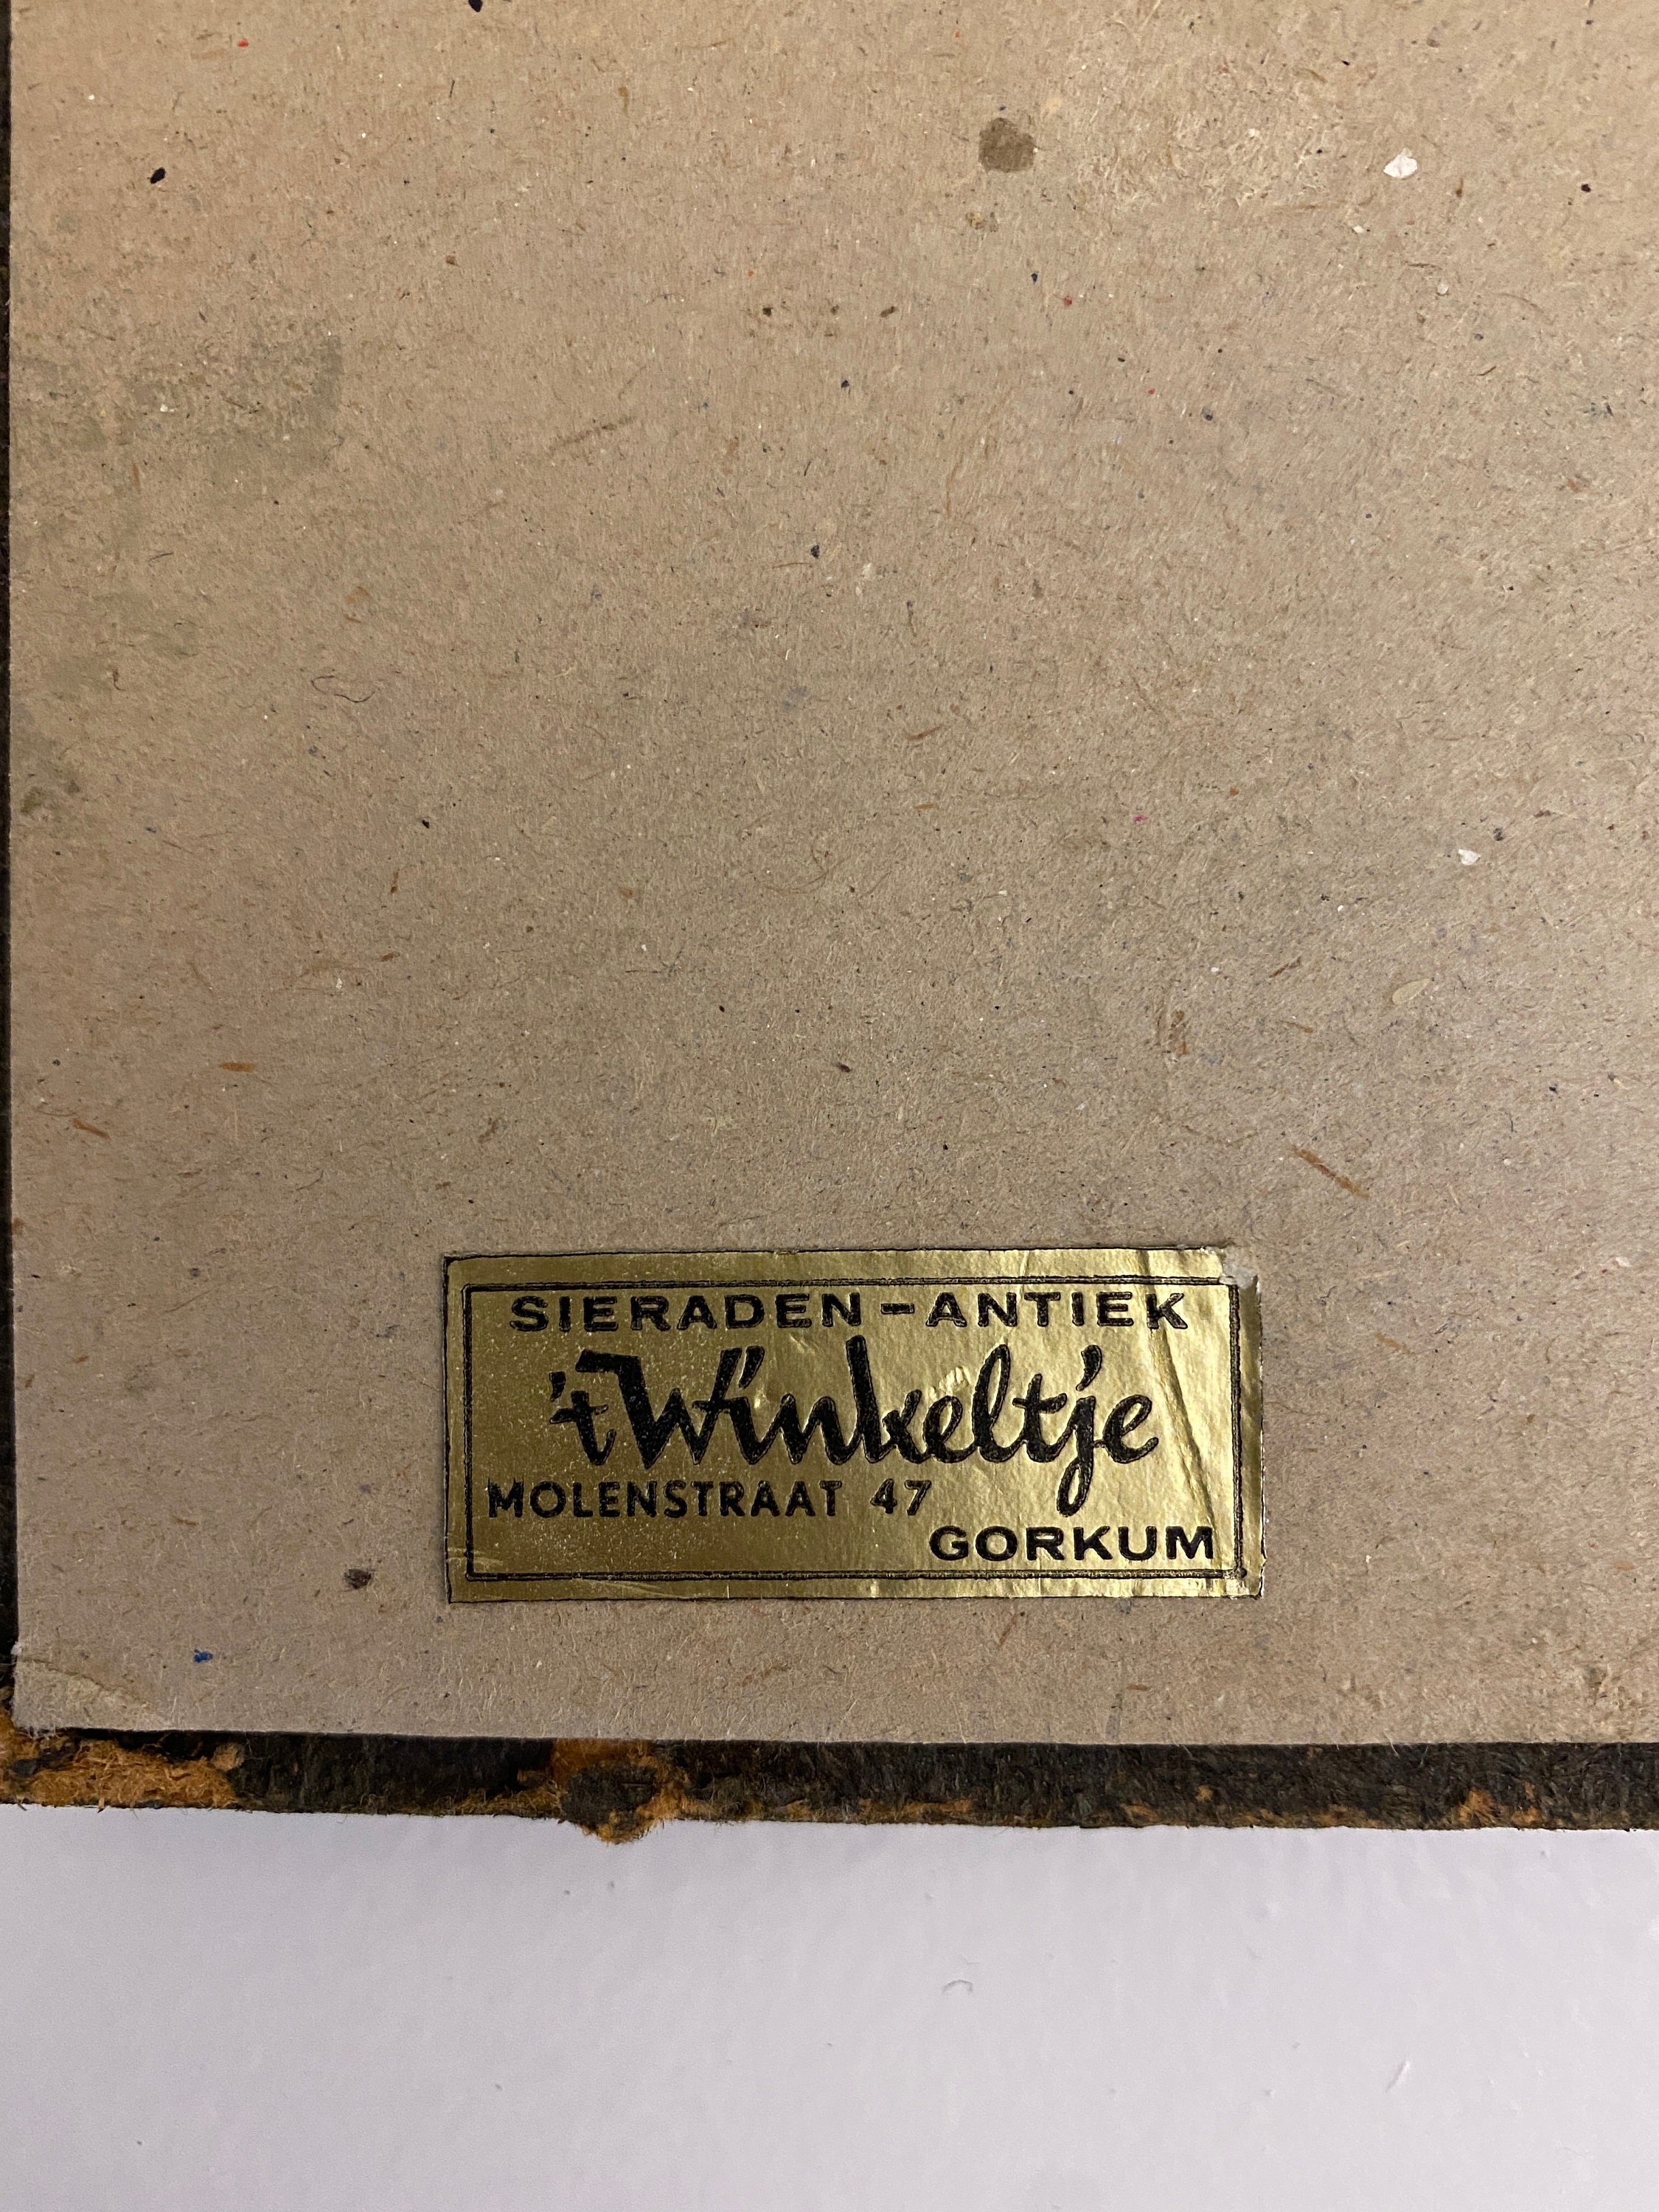 SIERADEN-ANTIEK
't Winkeltje
MOLENSTRAAT 47
GORKUM